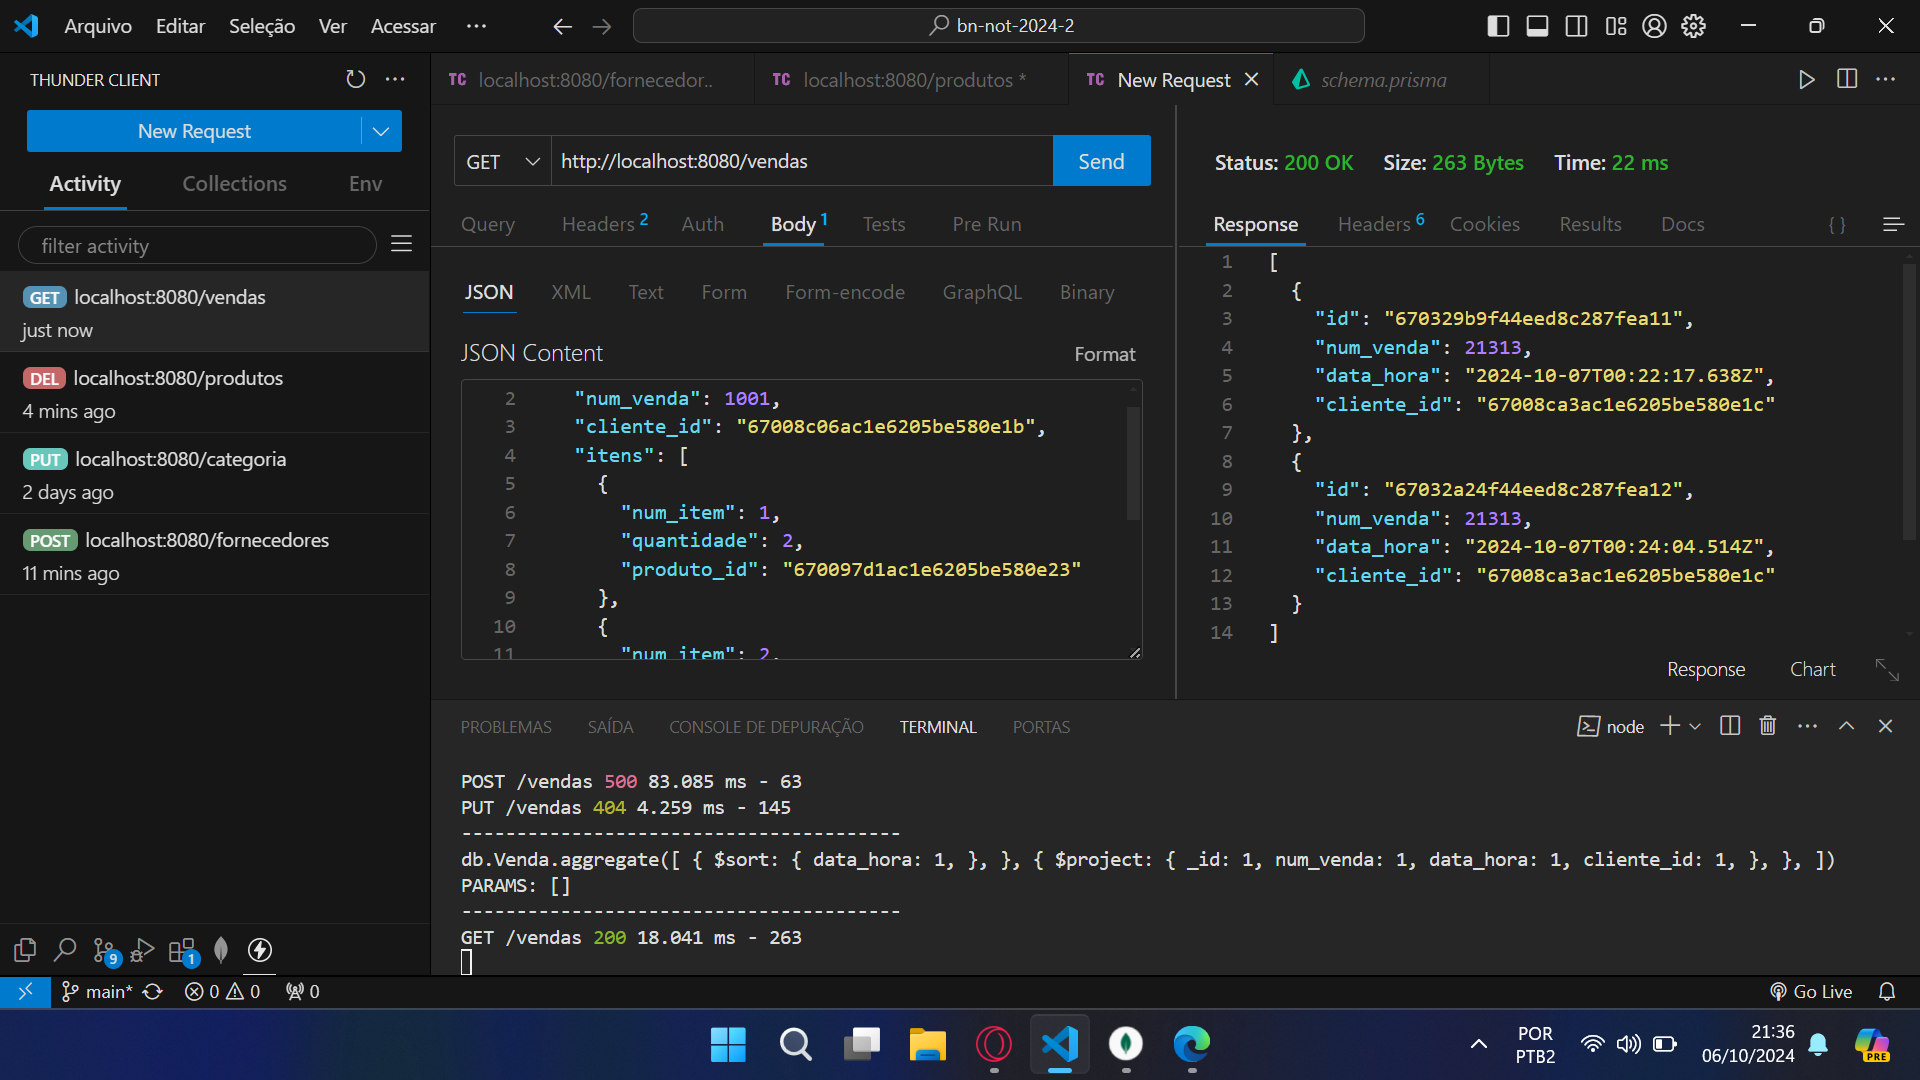 Arquivo Editar Seleção Ver Acessar ··· bn-not-2024-2
THUNDER CLIENT
New Request
Activity Collections Env
filter activity
GET localhost:8080/vendas
just now
DEL localhost:8080/produtos
4 mins ago
PUT localhost:8080/categoria
2 days ago
POST localhost:8080/fornecedores
11 mins ago
TC localhost:8080/fornecedor.. TC localhost:8080/produtos * TC New Request schema.prisma
GET http://localhost:8080/vendas Send
Query Headers 2 Auth Body 1 Tests Pre Run
JSON XML Text Form Form-encode GraphQL Binary
JSON Content Format
2 "num_venda": 1001,
3 "cliente_id": "67008c06ac1e6205be580e1b",
4 "itens": [
5 {
6 "num_item": 1,
7 "quantidade": 2,
8 "produto_id": "670097d1ac1e6205be580e23"
9 },
10 {
11 "num_item": 2,
Status: 200 OK Size: 263 Bytes Time: 22 ms
Response Headers 6 Cookies Results Docs { }
1 [
2 {
3 "id": "670329b9f44eed8c287fea11",
4 "num_venda": 21313,
5 "data_hora": "2024-10-07T00:22:17.638Z",
6 "cliente_id": "67008ca3ac1e6205be580e1c"
7 },
8 {
9 "id": "67032a24f44eed8c287fea12",
10 "num_venda": 21313,
11 "data_hora": "2024-10-07T00:24:04.514Z",
12 "cliente_id": "67008ca3ac1e6205be580e1c"
13 }
14 ]
Response Chart
PROBLEMAS SAÍDA CONSOLE DE DEPURAÇÃO TERMINAL PORTAS node
POST /vendas 500 83.085 ms - 63
PUT /vendas 404 4.259 ms - 145
----------------------------------------
db.Venda.aggregate([ { $sort: { data_hora: 1, }, }, { $project: { _id: 1, num_venda: 1, data_hora: 1, cliente_id: 1, }, }, ])
PARAMS: []
----------------------------------------
GET /vendas 200 18.041 ms - 263
9 1
main* 0 0 0 Go Live
POR
PTB2
21:36
06/10/2024
PRE